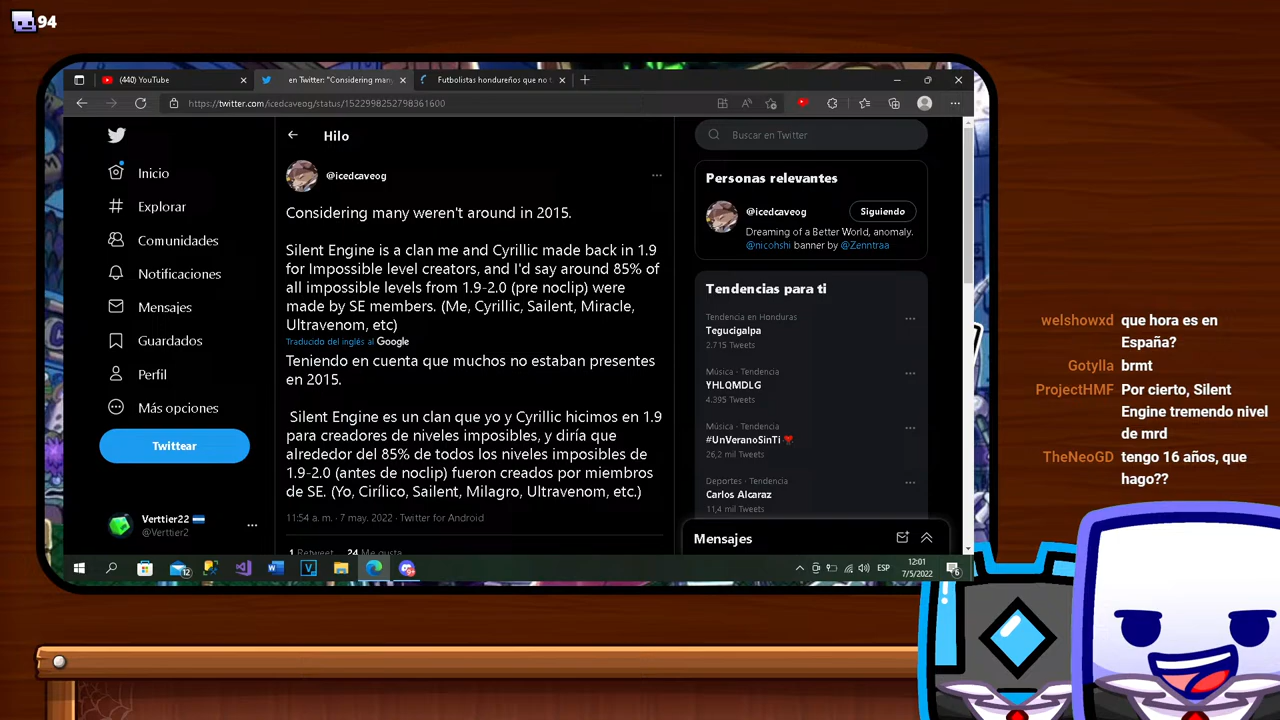 94
(440) YouTube
en Twitter: "Considering many
Futbolistas hondureños que no t
https://twitter.com/icedcaveog/status/1522998252798361600
Hilo
Buscar en Twitter
Inicio
Explorar
Comunidades
Notificaciones
Mensajes
Guardados
Perfil
Más opciones
Twittear
Verttier22
@Verttier2
@icedcaveog
Considering many weren't around in 2015.
Silent Engine is a clan me and Cyrillic made back in 1.9
for Impossible level creators, and I'd say around 85% of
all impossible levels from 1.9-2.0 (pre noclip) were
made by SE members. (Me, Cyrillic, Sailent, Miracle,
Ultravenom, etc)
Traducido del inglés al Google
Teniendo en cuenta que muchos no estaban presentes
en 2015.
Silent Engine es un clan que yo y Cyrillic hicimos en 1.9
para creadores de niveles imposibles, y diría que
alrededor del 85% de todos los niveles imposibles de
1.9-2.0 (antes de noclip) fueron creados por miembros
de SE. (Yo, Cirílico, Sailent, Milagro, Ultravenom, etc.)
11:54 a. m. · 7 may. 2022 · Twitter for Android
1 Retweet 24 Me gusta
Personas relevantes
@icedcaveog
Siguiendo
Dreaming of a Better World, anomaly.
@nicohshi banner by @Zenntraa
Tendencias para ti
Tendencia en Honduras
Tegucigalpa
2.715 Tweets
Música · Tendencia
YHLQMDLG
4.395 Tweets
Música · Tendencia
#UnVeranoSinTi
26,2 mil Tweets
Deportes · Tendencia
Carlos Alcaraz
11,4 mil Tweets
Mensajes
12
ESP
12:01
7/5/2022
6
welshowxd que hora es en
España?
Gotylla brmt
ProjectHMF Por cierto, Silent
Engine tremendo nivel
de mrd
TheNeoGD tengo 16 años, que
hago??